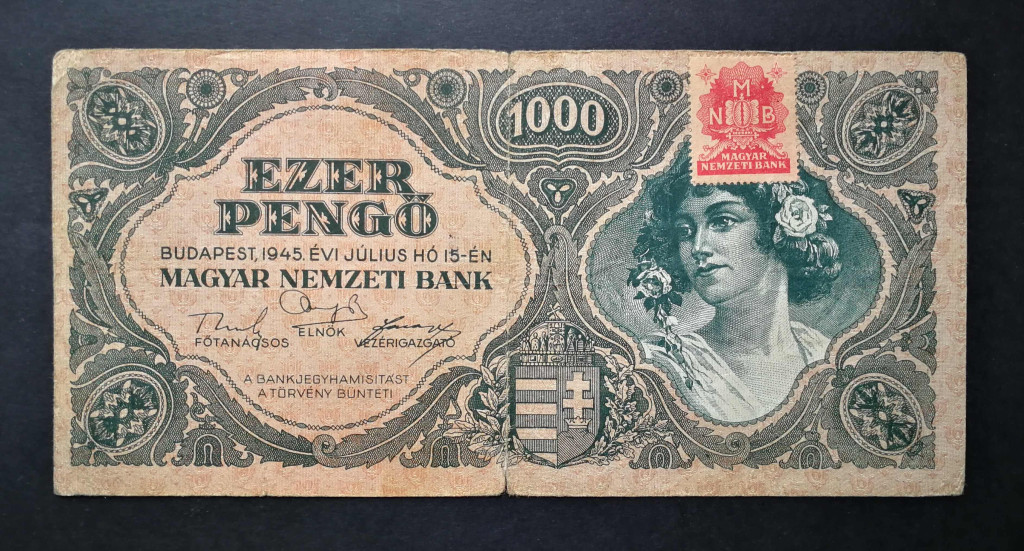 1000
EZER
PENGŐ
BUDAPEST, 1945. ÉVI JÚLIUS HÓ 15-ÉN
MAGYAR NEMZETI BANK
ELNÖK
FŐTANÁCSOS
VEZÉRIGAZGATÓ
A BANKJEGYHAMISITÁST
A TÖRVÉNY BÜNTETI
M
N B
MAGYAR
NEMZETI BANK